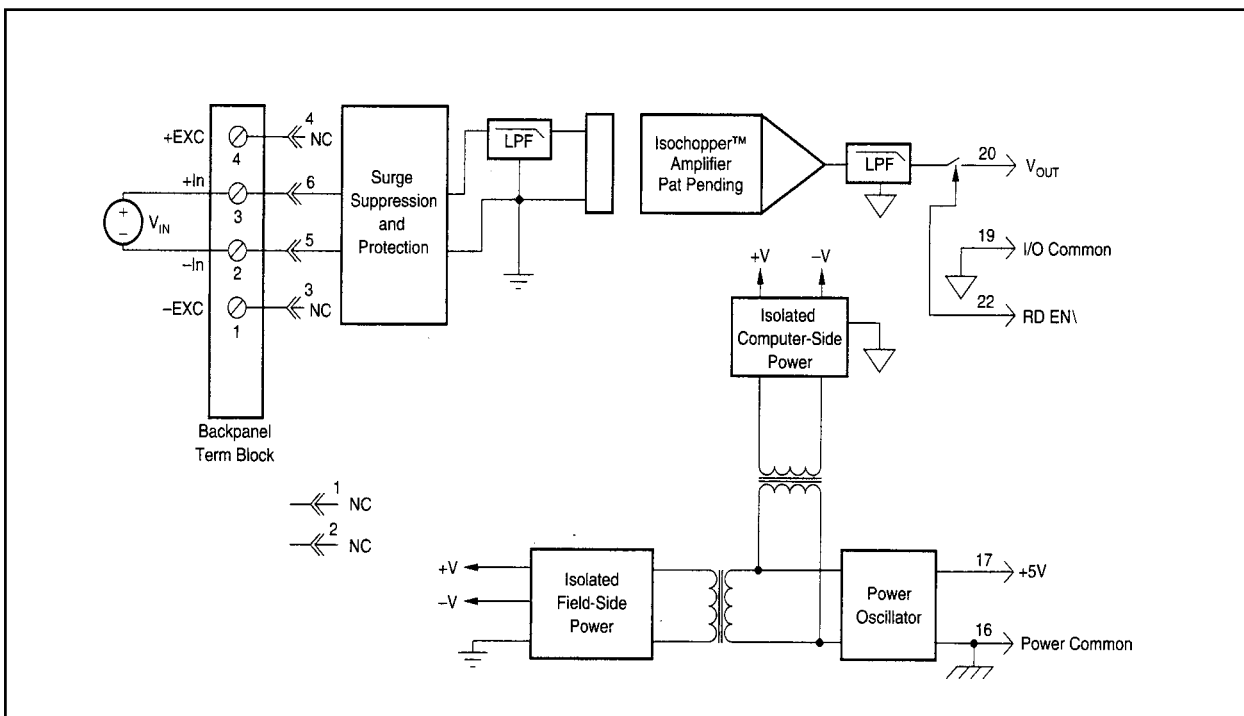 +EXC
4
4
NC
+In
3
6
+
−
V_IN
−In
2
5
−EXC
1
3
NC
Backpanel
Term Block
Surge
Suppression
and
Protection
LPF
Isochopper™
Amplifier
Pat Pending
LPF
20
V_OUT
19
I/O Common
22
RD EN\
+V
−V
Isolated
Computer-Side
Power
1
NC
2
NC
+V
−V
Isolated
Field-Side
Power
Power
Oscillator
17
+5V
16
Power Common